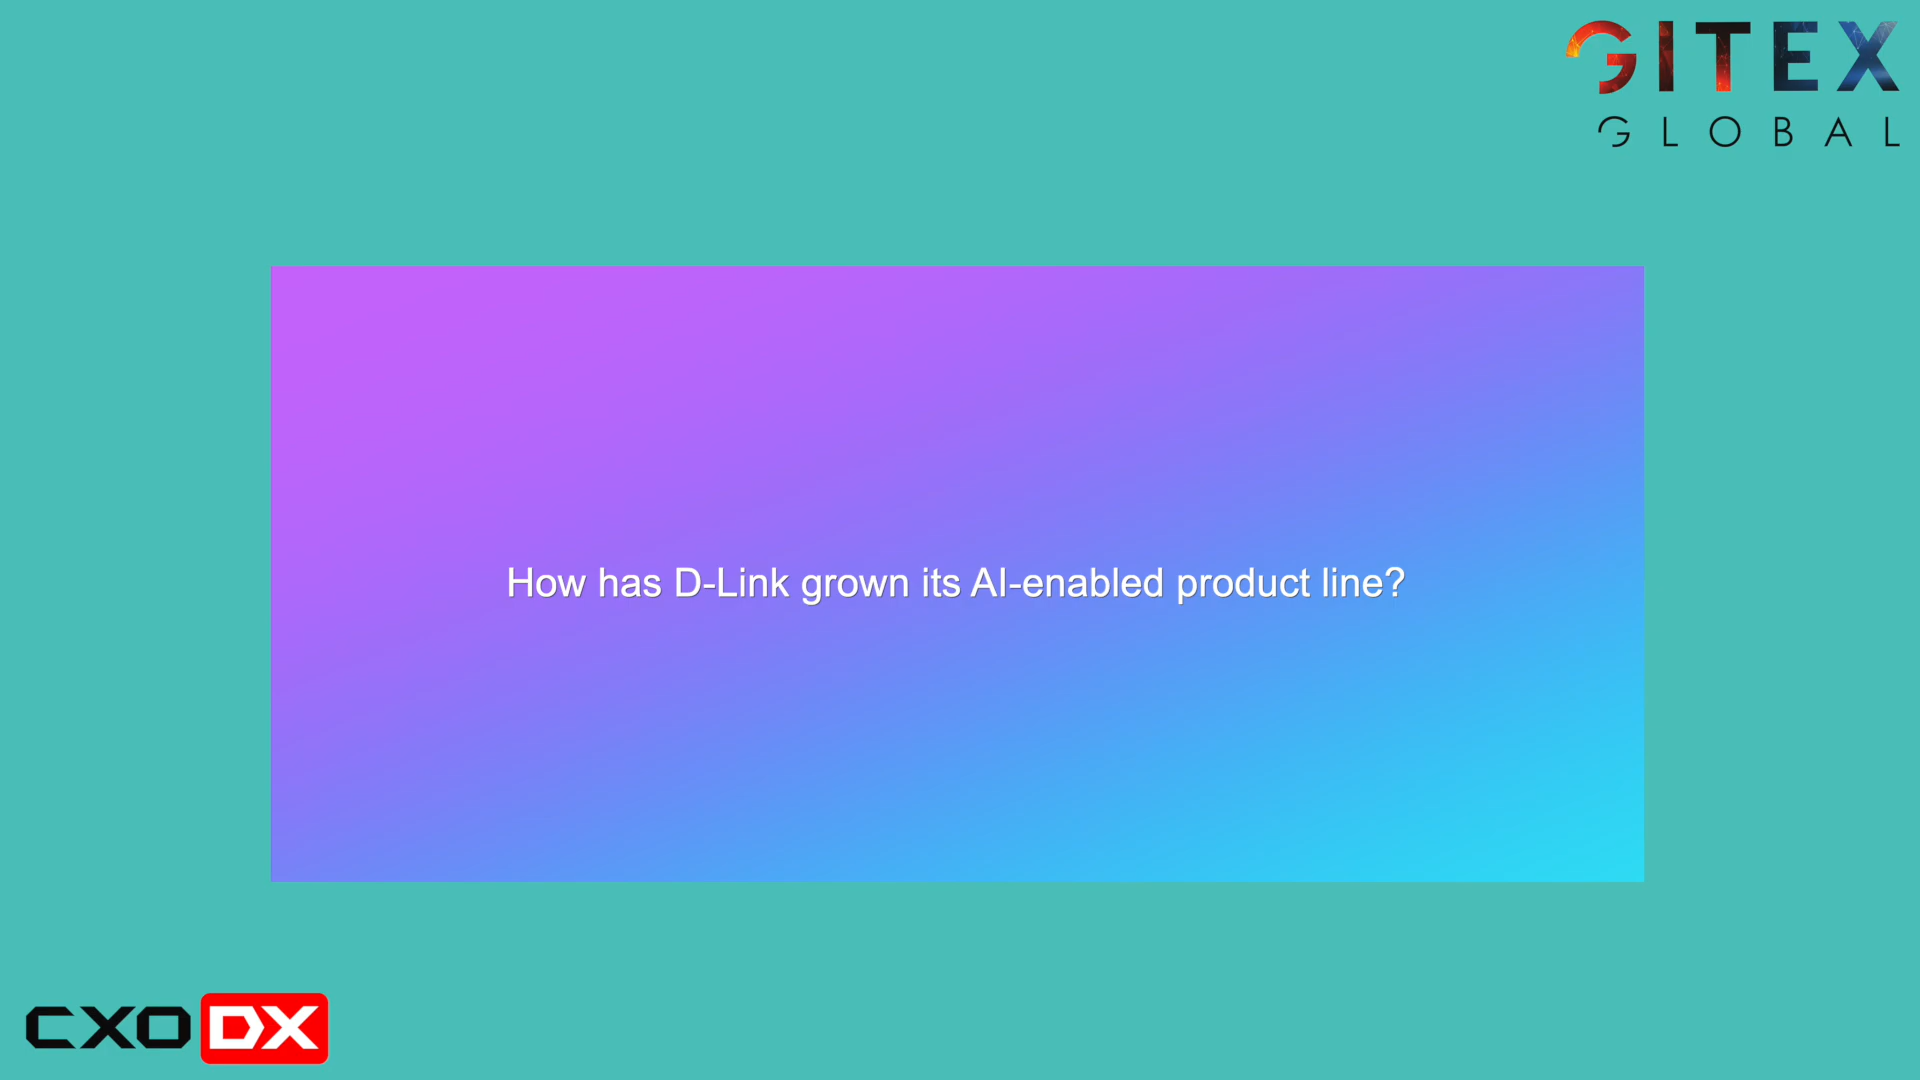 GITEX
GLOBAL
How has D-Link grown its AI-enabled product line?
CXO DX